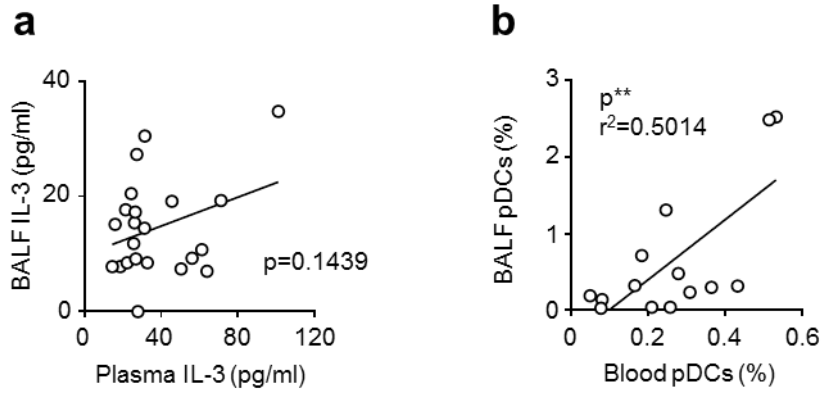 a
40
20
0
BALF IL-3 (pg/ml)
p=0.1439
0 40 80 120
Plasma IL-3 (pg/ml)
b
3
2
1
0
BALF pDCs (%)
p**
r²=0.5014
0 0.2 0.4 0.6
Blood pDCs (%)